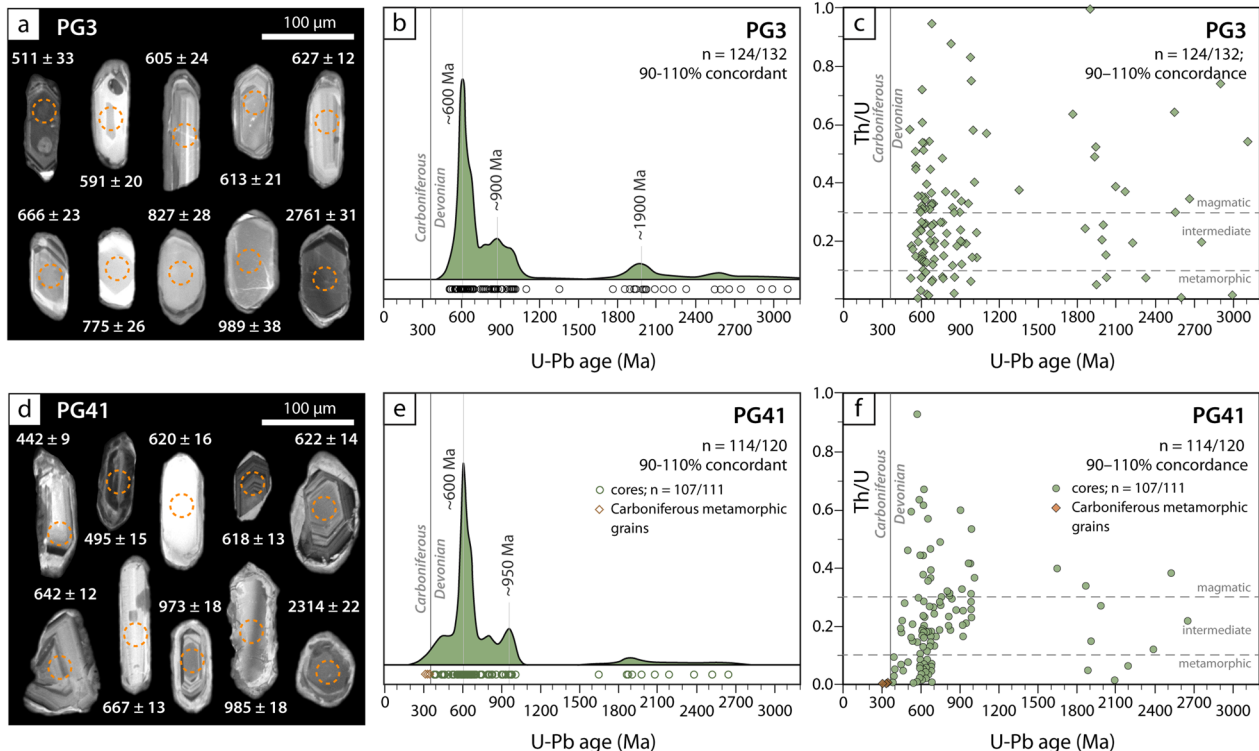 a
PG3
100 µm
511 ± 33
605 ± 24
627 ± 12
591 ± 20
613 ± 21
666 ± 23
827 ± 28
2761 ± 31
775 ± 26
989 ± 38
b
PG3
n = 124/132
90-110% concordant
~600 Ma
~900 Ma
~1900 Ma
Carboniferous
Devonian
0 300 600 900 1200 1500 1800 2100 2400 2700 3000
U-Pb age (Ma)
c
PG3
n = 124/132;
90–110% concordance
Th/U
Carboniferous
Devonian
1.0
0.8
0.6
0.4
0.2
0
magmatic
intermediate
metamorphic
0 300 600 900 1200 1500 1800 2100 2400 2700 3000
U-Pb age (Ma)
d
PG41
100 µm
442 ± 9
620 ± 16
622 ± 14
495 ± 15
618 ± 13
642 ± 12
973 ± 18
2314 ± 22
667 ± 13
985 ± 18
e
PG41
n = 114/120
90-110% concordant
cores; n = 107/111
Carboniferous metamorphic
grains
~600 Ma
~950 Ma
Carboniferous
Devonian
0 300 600 900 1200 1500 1800 2100 2400 2700 3000
U-Pb age (Ma)
f
PG41
n = 114/120
90–110% concordance
cores; n = 107/111
Carboniferous metamorphic
grains
Th/U
Carboniferous
Devonian
1.0
0.8
0.6
0.4
0.2
0.0
magmatic
intermediate
metamorphic
0 300 600 900 1200 1500 1800 2100 2400 2700 3000
U-Pb age (Ma)